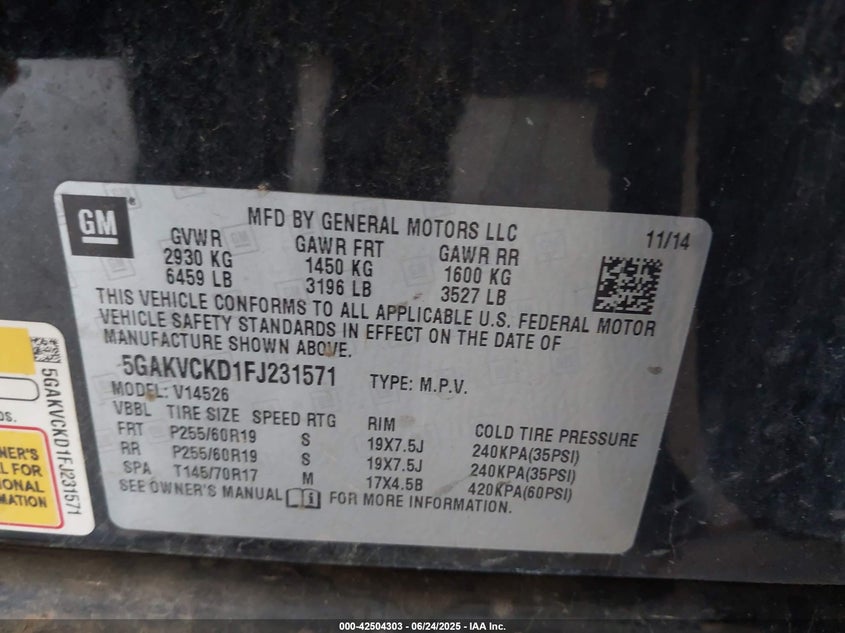 GM
MFD BY GENERAL MOTORS LLC
11/14
GVWR GAWR FRT GAWR RR
2930 KG 1450 KG 1600 KG
6459 LB 3196 LB 3527 LB
THIS VEHICLE CONFORMS TO ALL APPLICABLE U.S. FEDERAL MOTOR
VEHICLE SAFETY STANDARDS IN EFFECT ON THE DATE OF
MANUFACTURE SHOWN ABOVE.
5GAKVCKD1FJ231571 TYPE: M.P.V.
MODEL: V14526
VBBL TIRE SIZE SPEED RTG RIM COLD TIRE PRESSURE
FRT P255/60R19 S 19X7.5J 240KPA(35PSI)
RR P255/60R19 S 19X7.5J 240KPA(35PSI)
SPA T145/70R17 M 17X4.5B 420KPA(60PSI)
SEE OWNER'S MANUAL FOR MORE INFORMATION.
5GAKVCKD1FJ231571
000-42504303 - 06/24/2025 - IAA Inc.